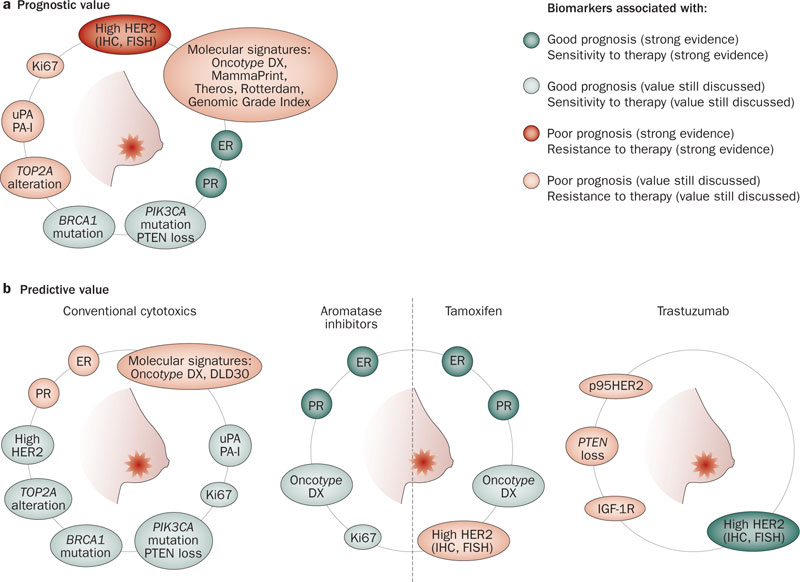 a Prognostic value
High HER2
(IHC, FISH)
Molecular signatures:
Oncotype DX,
MammaPrint,
Theros, Rotterdam,
Genomic Grade Index
Ki67
uPA
PA-I
ER
TOP2A
alteration
PR
BRCA1
mutation
PIK3CA
mutation
PTEN loss
Biomarkers associated with:
Good prognosis (strong evidence)
Sensitivity to therapy (strong evidence)
Good prognosis (value still discussed)
Sensitivity to therapy (value still discussed)
Poor prognosis (strong evidence)
Resistance to therapy (strong evidence)
Poor prognosis (value still discussed)
Resistance to therapy (value still discussed)
b Predictive value
Conventional cytotoxics
ER
Molecular signatures:
Oncotype DX, DLD30
PR
High
HER2
uPA
PA-I
TOP2A
alteration
Ki67
BRCA1
mutation
PIK3CA
mutation
PTEN loss
Aromatase
inhibitors
ER
PR
Oncotype
DX
Ki67
Tamoxifen
ER
PR
Oncotype
DX
High HER2
(IHC, FISH)
Trastuzumab
p95HER2
PTEN
loss
IGF-1R
High HER2
(IHC, FISH)